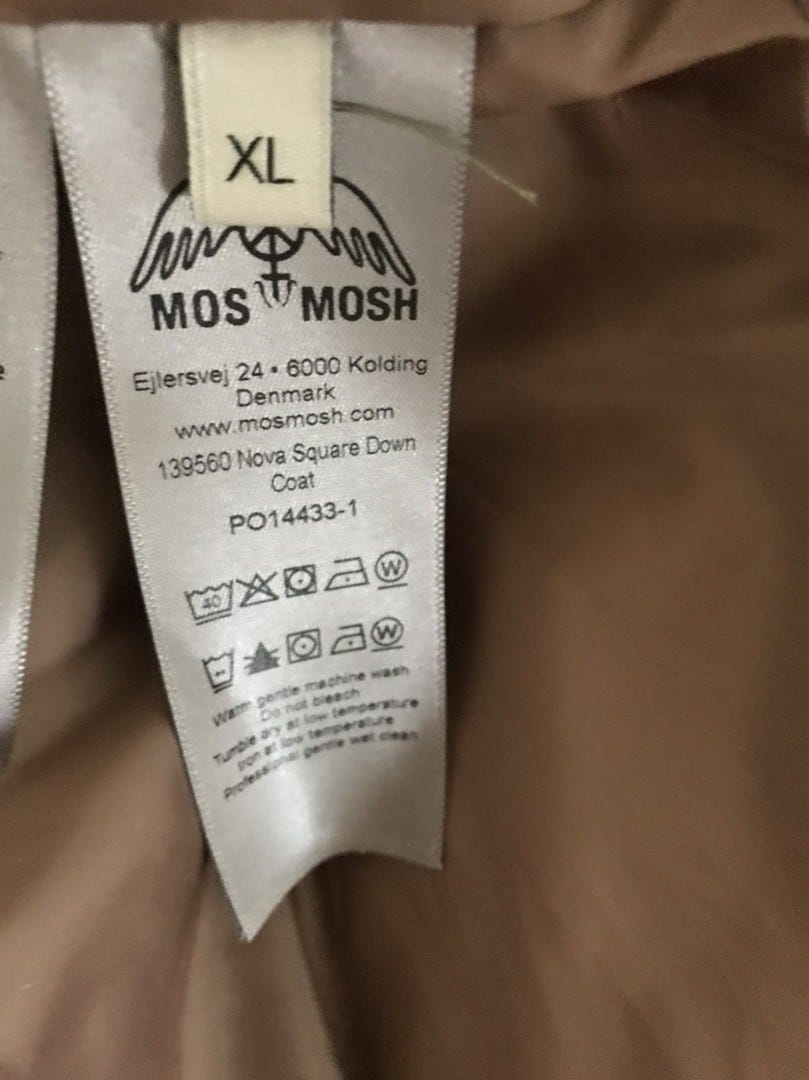 XL
MOS MOSH
Ejlersvej 24 • 6000 Kolding
Denmark
www.mosmosh.com
139560 Nova Square Down
Coat
PO14433-1
40
W
W
Warm gentle machine wash
Do not bleach
Tumble dry at low temperature
Iron at low temperature
Professional gentle wet clean